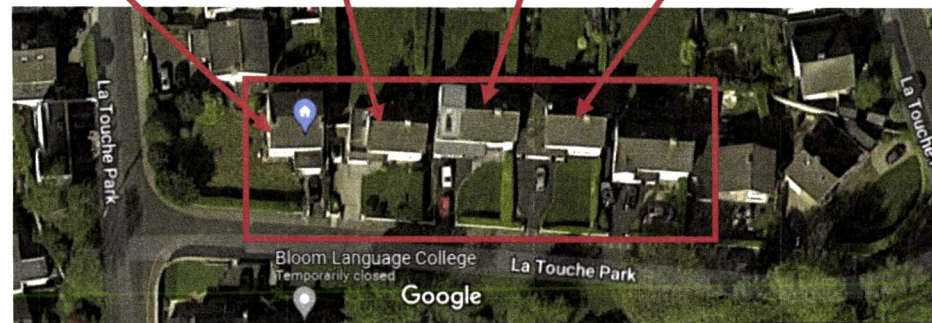 La Touche Park
La Touche
Bloom Language College
Temporarily closed
La Touche Park
Google